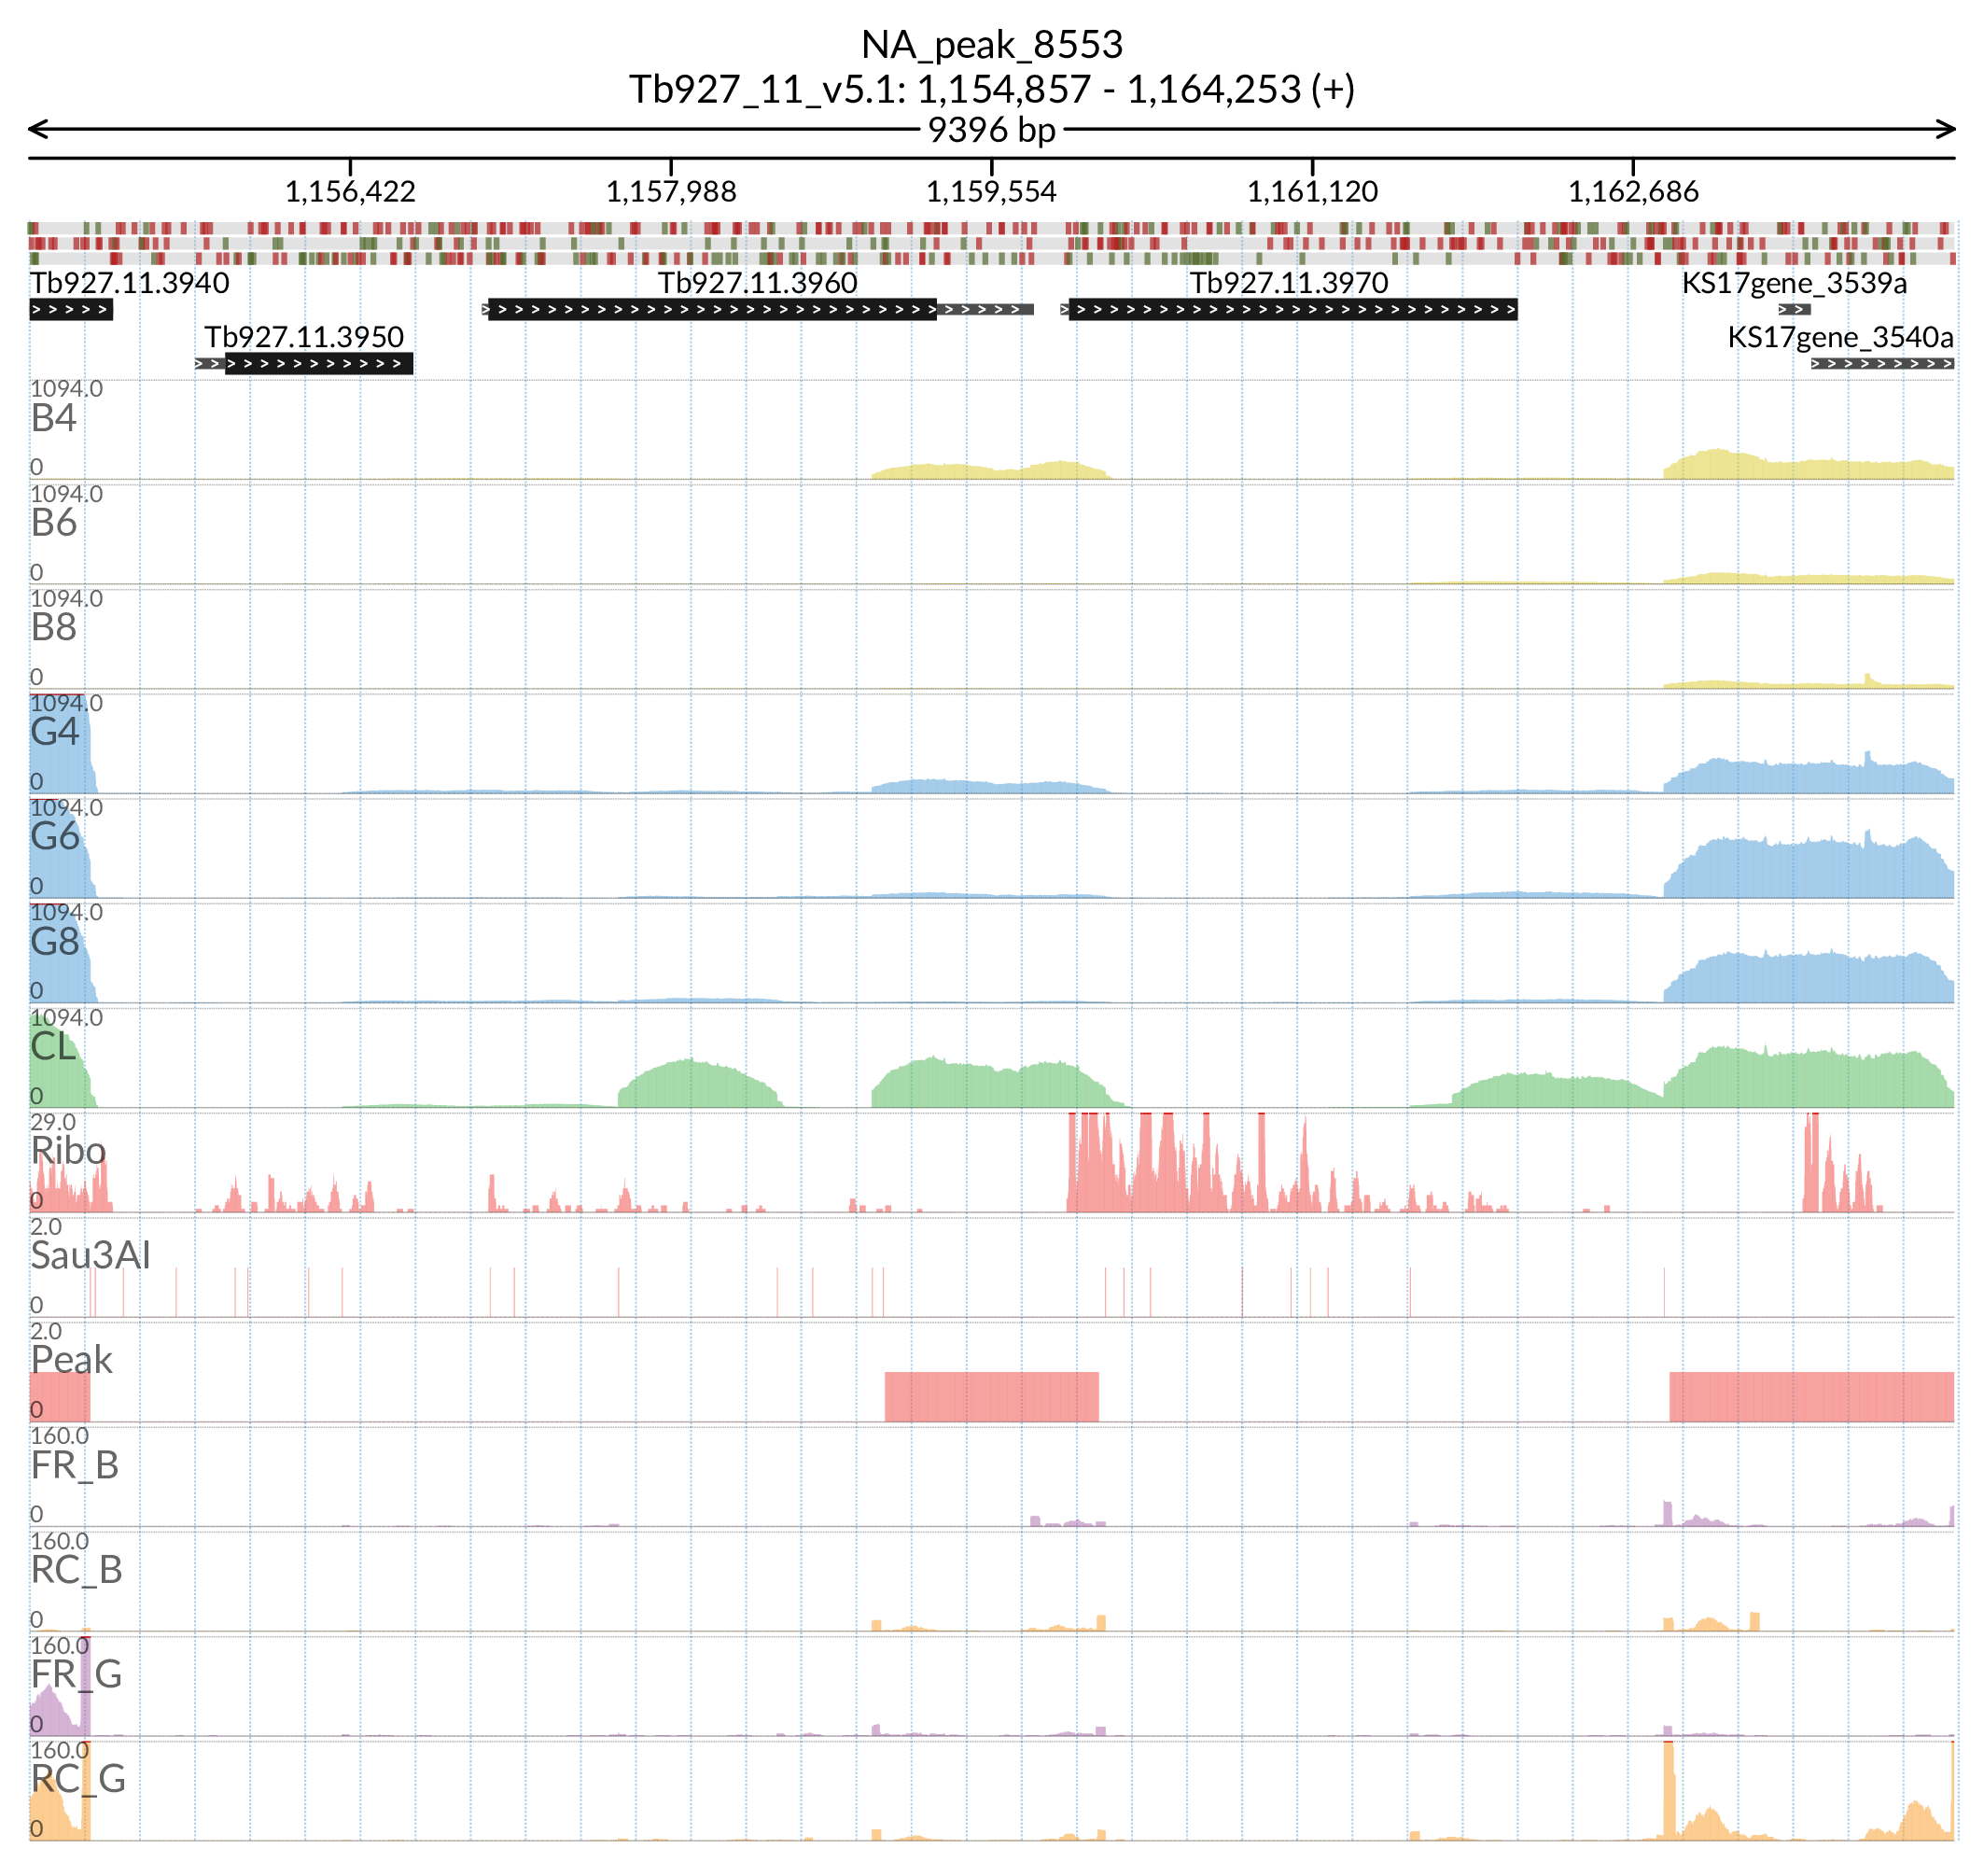 NA_peak_8553
Tb927_11_v5.1: 1,154,857 - 1,164,253 (+)
9396 bp
1,156,422 1,157,988 1,159,554 1,161,120 1,162,686
Tb927.11.3940 Tb927.11.3960 Tb927.11.3970 KS17gene_3539a
Tb927.11.3950 KS17gene_3540a
1094.0
B4
0
1094.0
B6
0
1094.0
B8
0
1094.0
G4
0
1094.0
G6
0
1094.0
G8
0
1094.0
CL
0
29.0
Ribo
0
2.0
Sau3AI
0
2.0
Peak
0
160.0
FR_B
0
160.0
RC_B
0
160.0
FR_G
0
160.0
RC_G
0